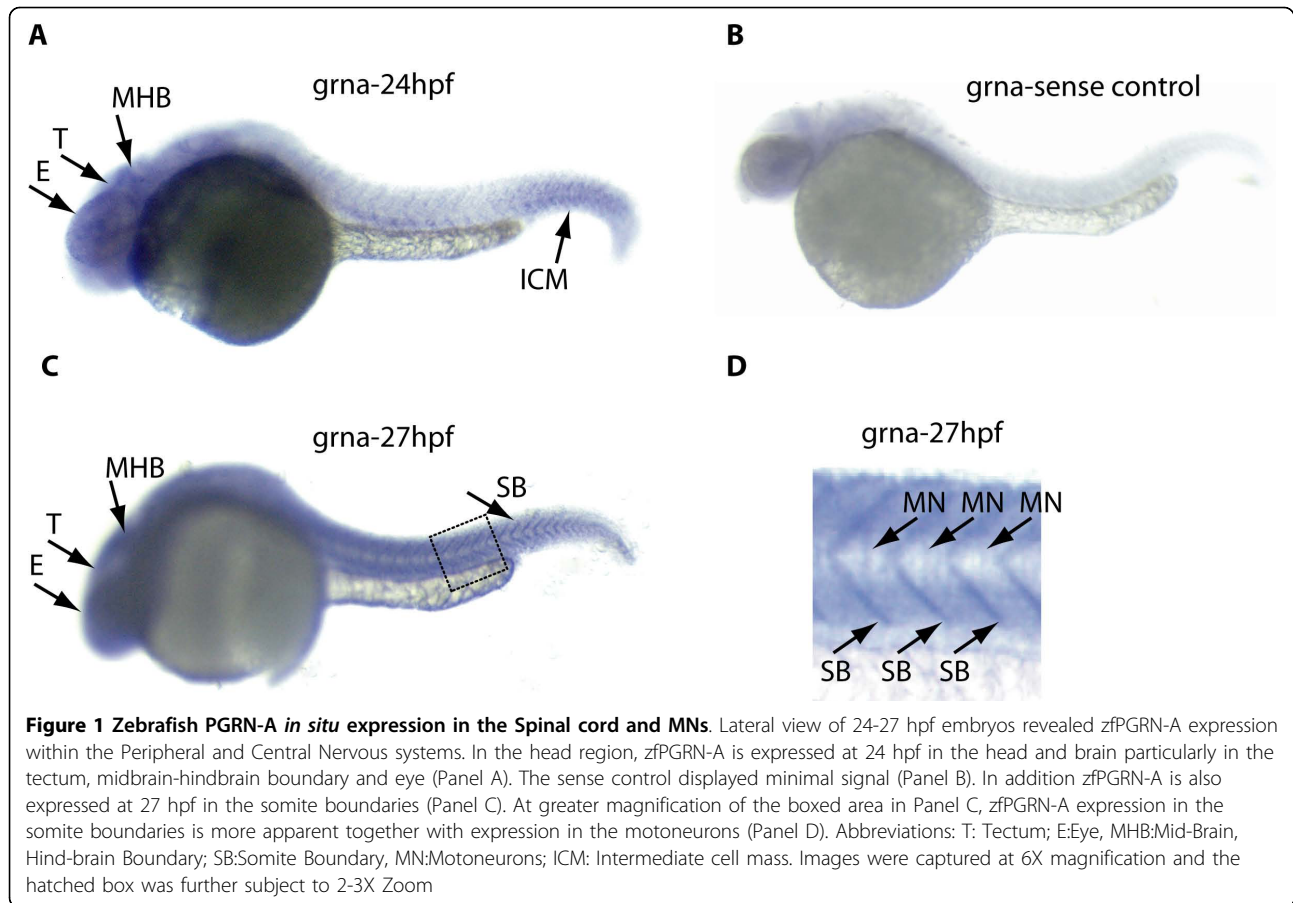 A
grna-24hpf
MHB
T
E
ICM
B
grna-sense control
C
grna-27hpf
MHB
T
E
SB
D
grna-27hpf
MN MN MN
SB SB SB
Figure 1 Zebrafish PGRN-A in situ expression in the Spinal cord and MNs. Lateral view of 24-27 hpf embryos revealed zfPGRN-A expression
within the Peripheral and Central Nervous systems. In the head region, zfPGRN-A is expressed at 24 hpf in the head and brain particularly in the
tectum, midbrain-hindbrain boundary and eye (Panel A). The sense control displayed minimal signal (Panel B). In addition zfPGRN-A is also
expressed at 27 hpf in the somite boundaries (Panel C). At greater magnification of the boxed area in Panel C, zfPGRN-A expression in the
somite boundaries is more apparent together with expression in the motoneurons (Panel D). Abbreviations: T: Tectum; E:Eye, MHB:Mid-Brain,
Hind-brain Boundary; SB:Somite Boundary, MN:Motoneurons; ICM: Intermediate cell mass. Images were captured at 6X magnification and the
hatched box was further subject to 2-3X Zoom